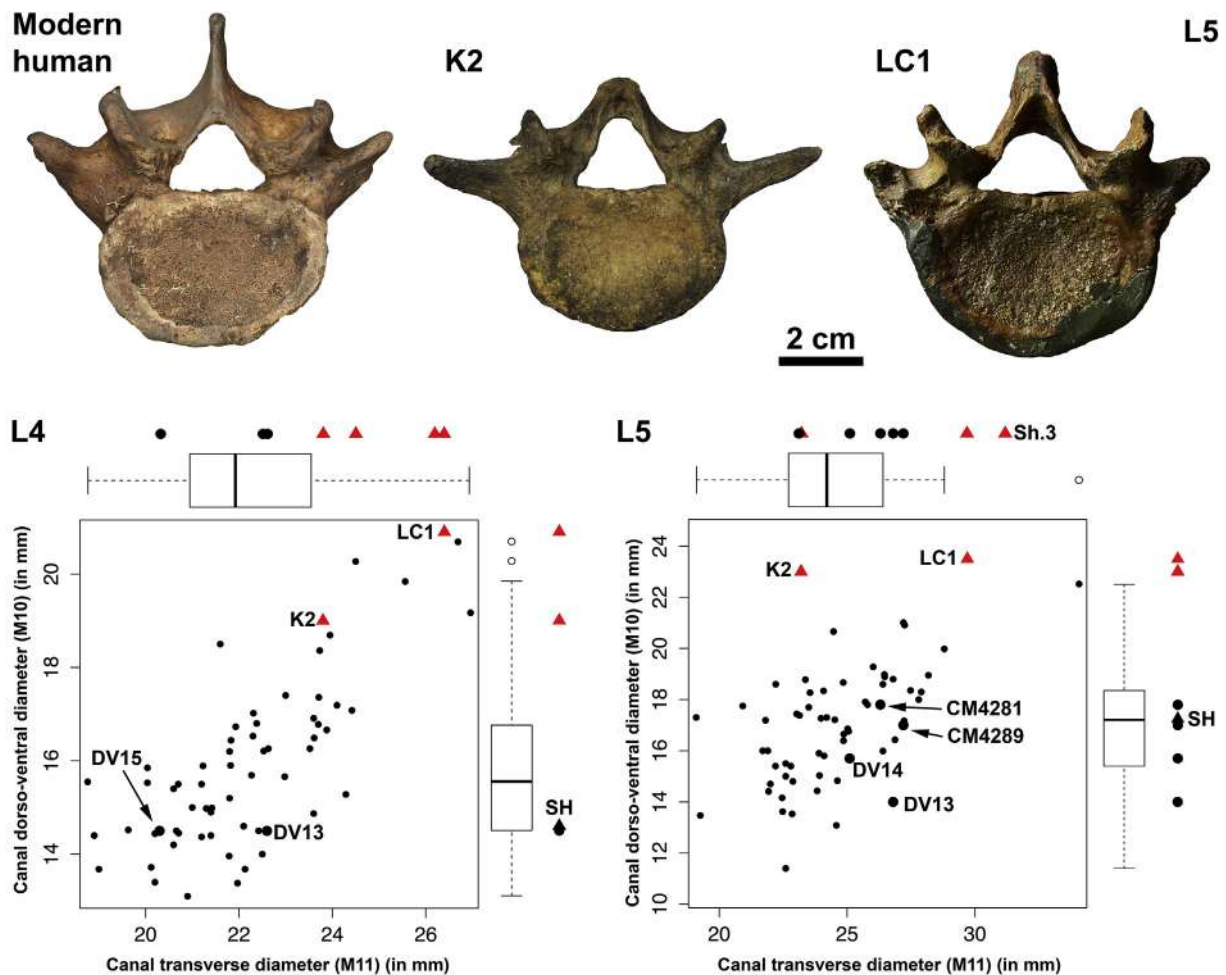 Modern
human
K2
LC1
L5
2 cm
L4
LC1
K2
DV15
DV13
SH
Canal dorso-ventral diameter (M10) (in mm)
20
18
16
14
20
22
24
26
Canal transverse diameter (M11) (in mm)
L5
Sh.3
K2
LC1
CM4281
CM4289
DV14
DV13
SH
Canal dorso-ventral diameter (M10) (in mm)
24
22
20
18
16
14
12
10
20
25
30
Canal transverse diameter (M11) (in mm)